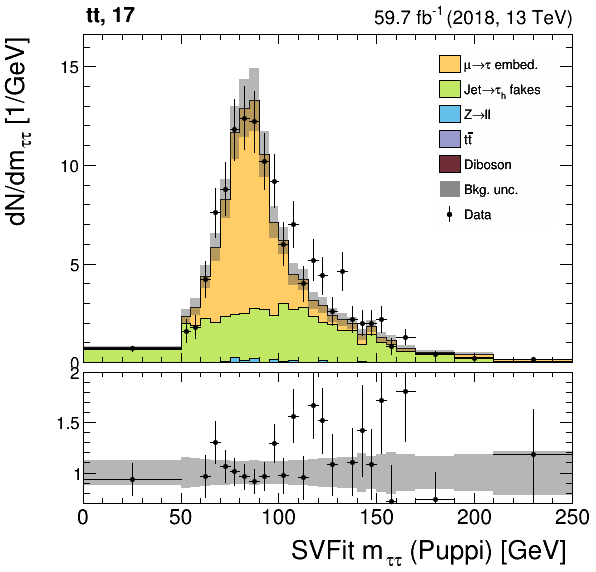 tt, 17
59.7 fb⁻¹ (2018, 13 TeV)
dN/dm_ττ [1/GeV]
15
10
5
0
μ→τ embed.
Jet→τ_h fakes
Z→ll
tt̄
Diboson
Bkg. unc.
Data
2
1.5
1
0 50 100 150 200 250
SVFit m_ττ (Puppi) [GeV]